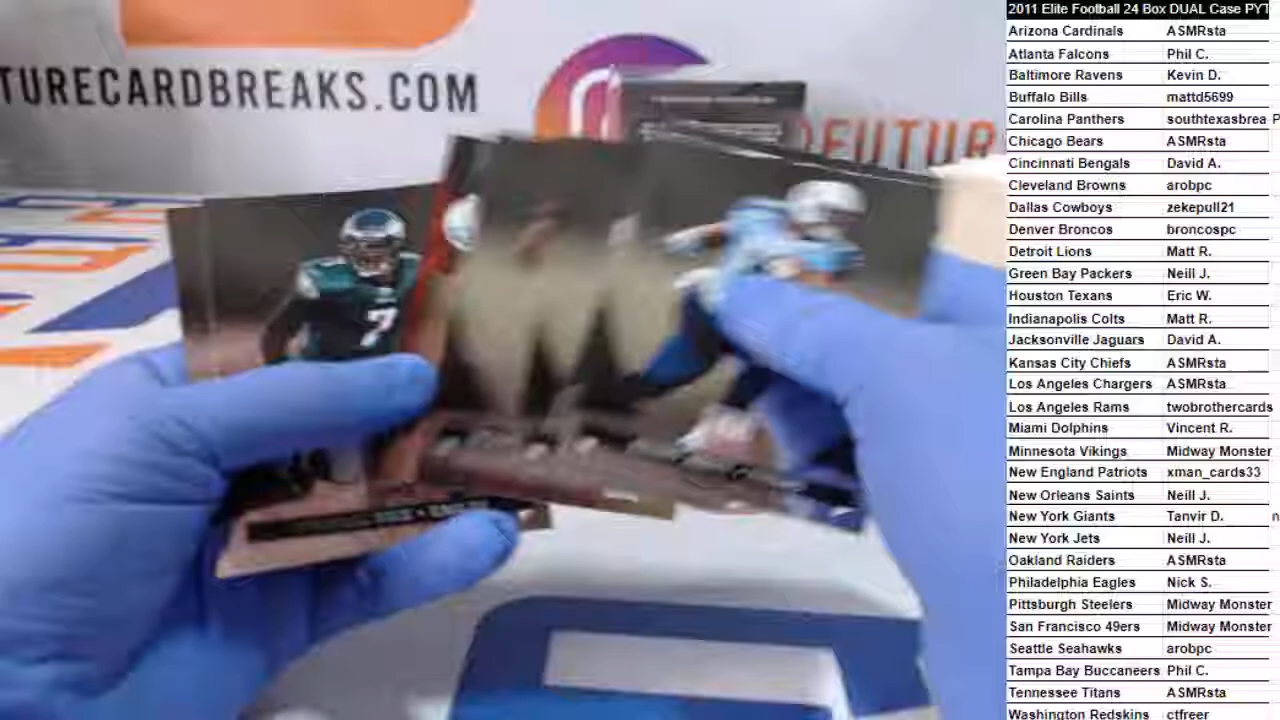 TURECARDBREAKS.COM
FUTUR
7
2011 Elite Football 24 Box DUAL Case PYT
Arizona Cardinals ASMRsta
Atlanta Falcons Phil C.
Baltimore Ravens Kevin D.
Buffalo Bills mattd5699
Carolina Panthers southtexasbrea P
Chicago Bears ASMRsta
Cincinnati Bengals David A.
Cleveland Browns arobpc
Dallas Cowboys zekepull21
Denver Broncos broncospc
Detroit Lions Matt R.
Green Bay Packers Neill J.
Houston Texans Eric W.
Indianapolis Colts Matt R.
Jacksonville Jaguars David A.
Kansas City Chiefs ASMRsta
Los Angeles Chargers ASMRsta
Los Angeles Rams twobrothercards
Miami Dolphins Vincent R.
Minnesota Vikings Midway Monster
New England Patriots xman_cards33
New Orleans Saints Neill J.
New York Giants Tanvir D. n
New York Jets Neill J.
Oakland Raiders ASMRsta
Philadelphia Eagles Nick S.
Pittsburgh Steelers Midway Monster
San Francisco 49ers Midway Monster
Seattle Seahawks arobpc
Tampa Bay Buccaneers Phil C.
Tennessee Titans ASMRsta
Washington Redskins ctfreer